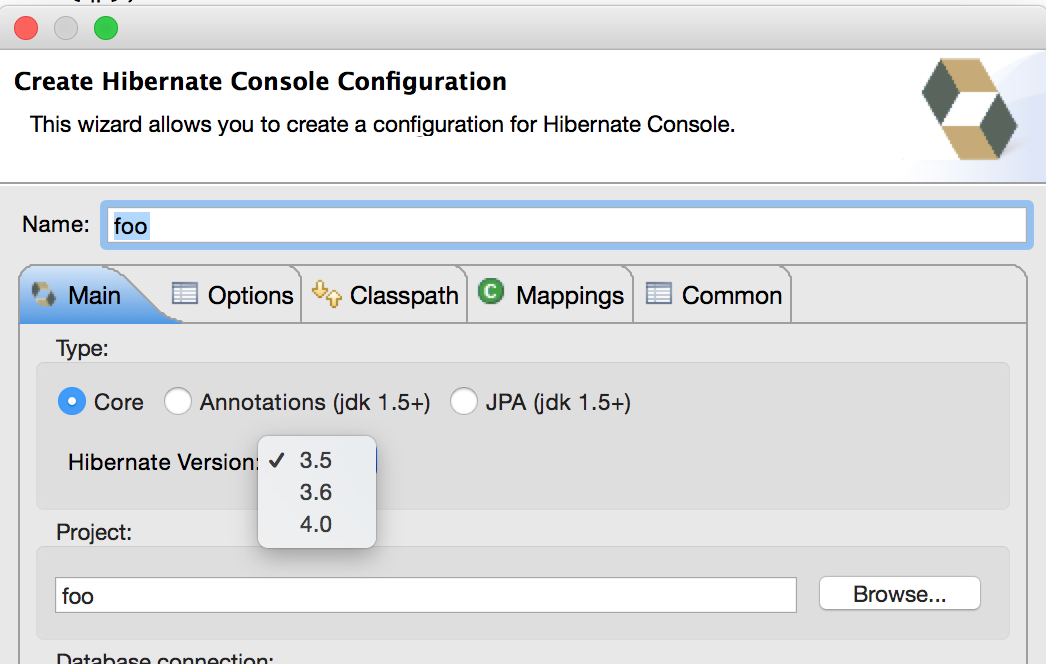 Create Hibernate Console Configuration
This wizard allows you to create a configuration for Hibernate Console.
Name: foo
Main Options Classpath C Mappings Common
Type:
Core Annotations (jdk 1.5+) JPA (jdk 1.5+)
Hibernate Version: 3.5
3.6
4.0
Project:
foo Browse...
Database connection: